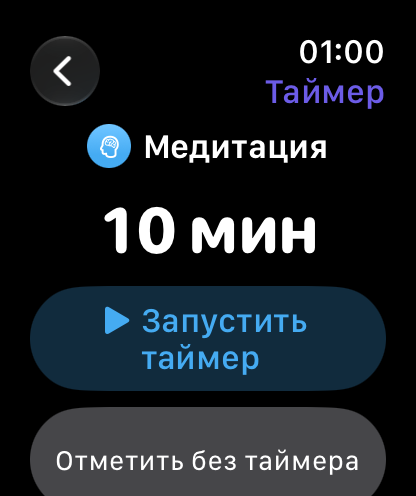 01:00
Таймер
Медитация
10 мин
Запустить
таймер
Отметить без таймера